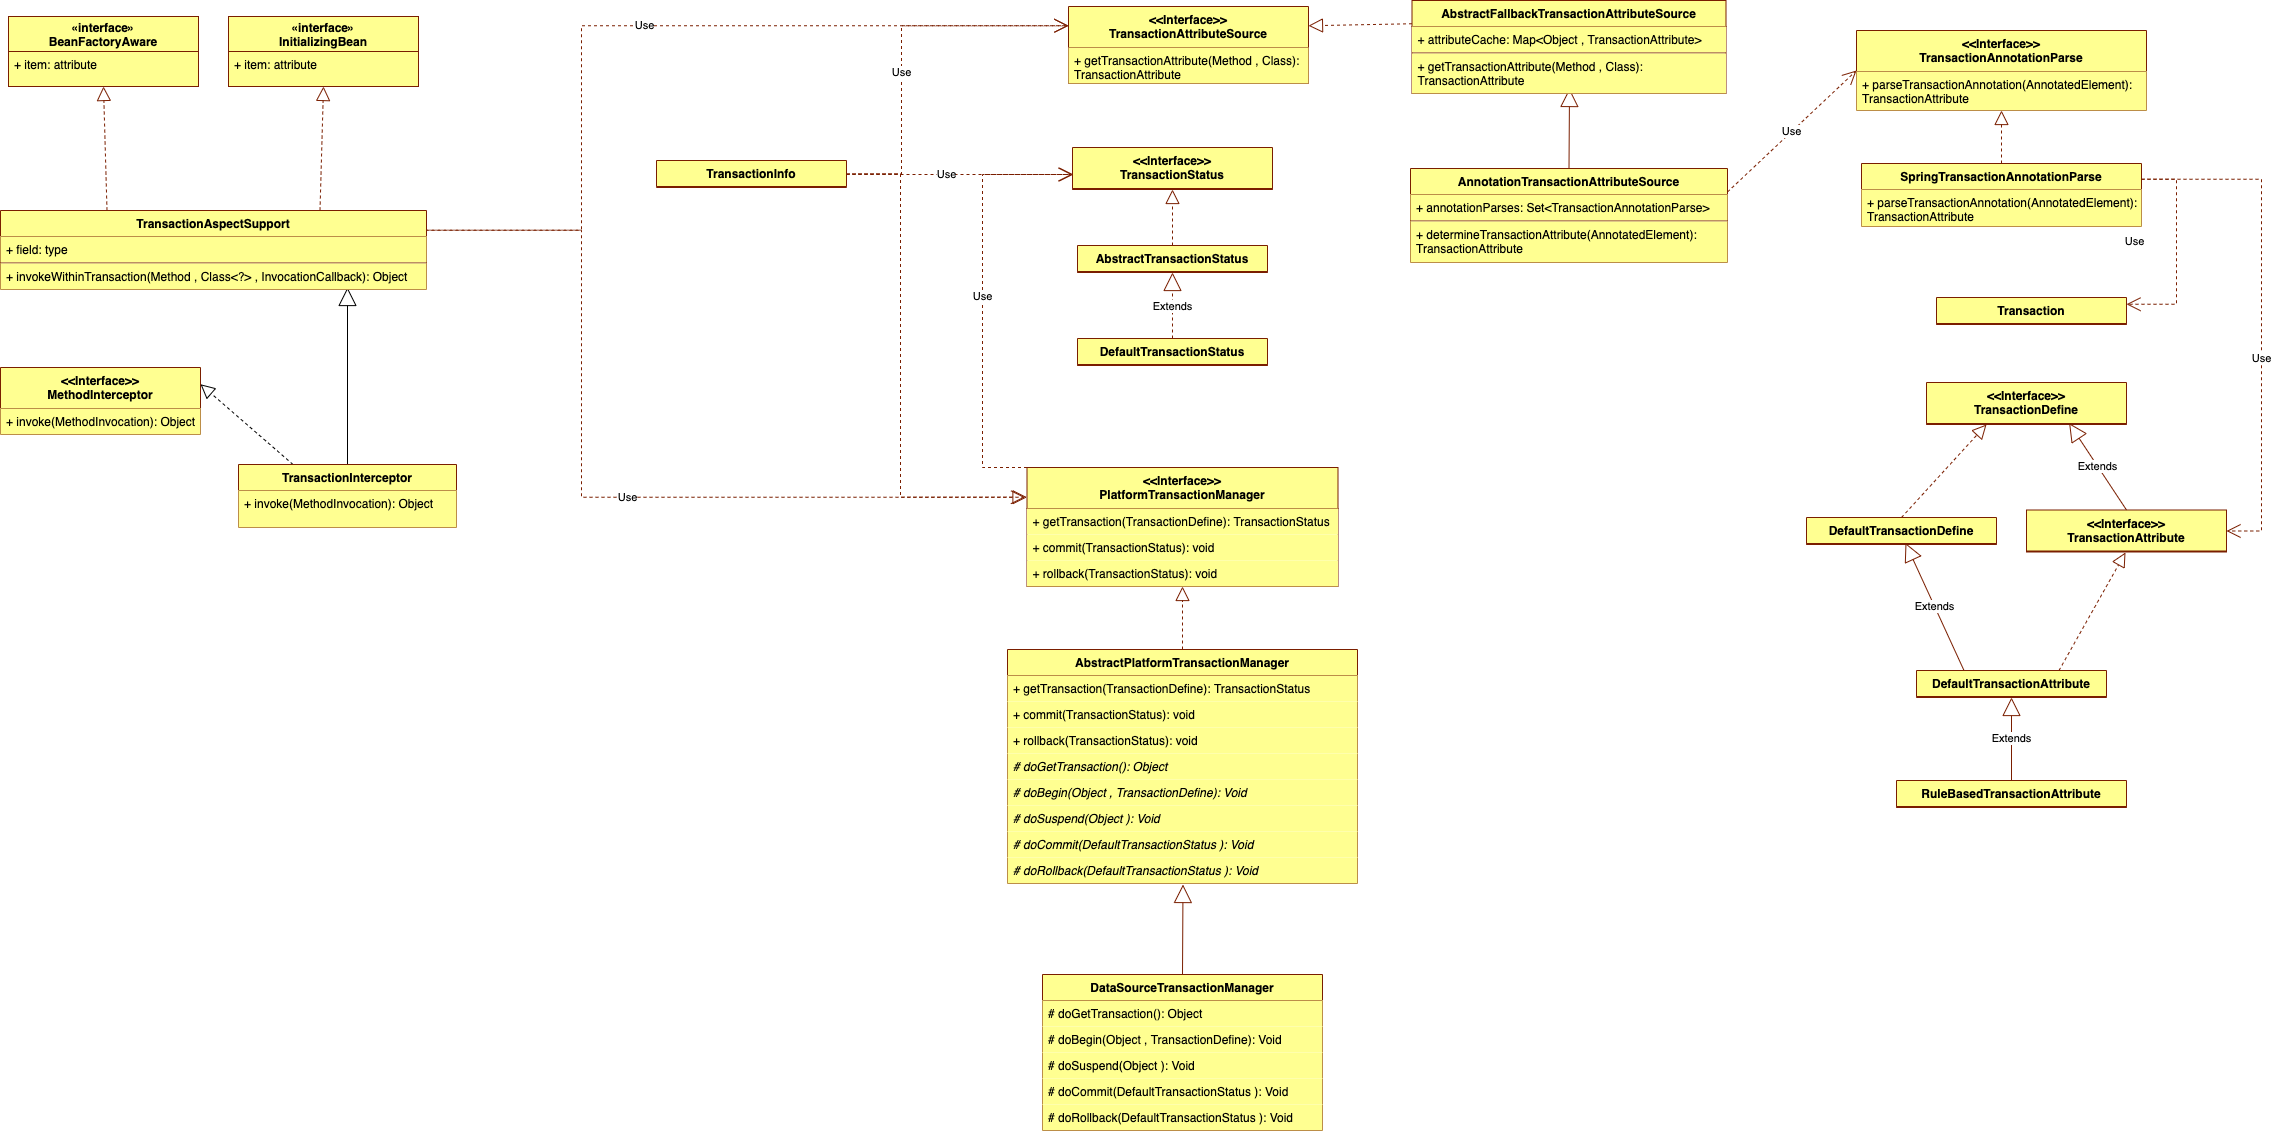 «interface»
BeanFactoryAware
+ item: attribute
«interface»
InitializingBean
+ item: attribute
TransactionAspectSupport
+ field: type
+ invokeWithinTransaction(Method , Class<?> , InvocationCallback): Object
<<Interface>>
MethodInterceptor
+ invoke(MethodInvocation): Object
TransactionInterceptor
+ invoke(MethodInvocation): Object
Use
Use
Use
TransactionInfo
Use
Use
<<Interface>>
TransactionAttributeSource
+ getTransactionAttribute(Method , Class):
TransactionAttribute
<<Interface>>
TransactionStatus
AbstractTransactionStatus
Extends
DefaultTransactionStatus
<<Interface>>
PlatformTransactionManager
+ getTransaction(TransactionDefine): TransactionStatus
+ commit(TransactionStatus): void
+ rollback(TransactionStatus): void
AbstractPlatformTransactionManager
+ getTransaction(TransactionDefine): TransactionStatus
+ commit(TransactionStatus): void
+ rollback(TransactionStatus): void
# doGetTransaction(): Object
# doBegin(Object , TransactionDefine): Void
# doSuspend(Object ): Void
# doCommit(DefaultTransactionStatus ): Void
# doRollback(DefaultTransactionStatus ): Void
DataSourceTransactionManager
# doGetTransaction(): Object
# doBegin(Object , TransactionDefine): Void
# doSuspend(Object ): Void
# doCommit(DefaultTransactionStatus ): Void
# doRollback(DefaultTransactionStatus ): Void
AbstractFallbackTransactionAttributeSource
+ attributeCache: Map<Object , TransactionAttribute>
+ getTransactionAttribute(Method , Class):
TransactionAttribute
AnnotationTransactionAttributeSource
+ annotationParses: Set<TransactionAnnotationParse>
+ determineTransactionAttribute(AnnotatedElement):
TransactionAttribute
Use
<<Interface>>
TransactionAnnotationParse
+ parseTransactionAnnotation(AnnotatedElement):
TransactionAttribute
SpringTransactionAnnotationParse
+ parseTransactionAnnotation(AnnotatedElement):
TransactionAttribute
Use
Transaction
Use
<<Interface>>
TransactionDefine
Extends
DefaultTransactionDefine
<<Interface>>
TransactionAttribute
Extends
DefaultTransactionAttribute
Extends
RuleBasedTransactionAttribute